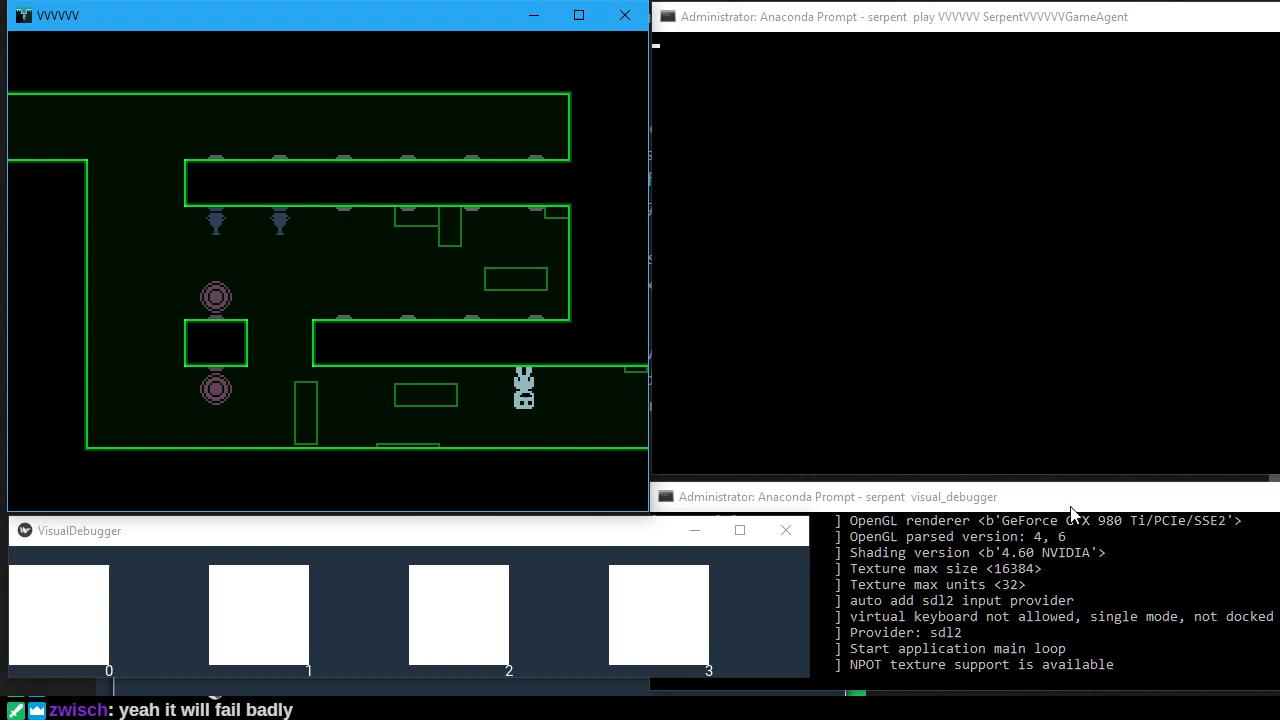 VVVVVV
Administrator: Anaconda Prompt - serpent  play VVVVVV SerpentVVVVVVGameAgent
Administrator: Anaconda Prompt - serpent  visual_debugger
VisualDebugger
] OpenGL renderer <b'GeForce GTX 980 Ti/PCIe/SSE2'>
] OpenGL parsed version: 4, 6
] Shading version <b'4.60 NVIDIA'>
] Texture max size <16384>
] Texture max units <32>
] auto add sdl2 input provider
] virtual keyboard not allowed, single mode, not docked
] Provider: sdl2
] Start application main loop
] NPOT texture support is available
0 1 2 3
zwisch: yeah it will fail badly